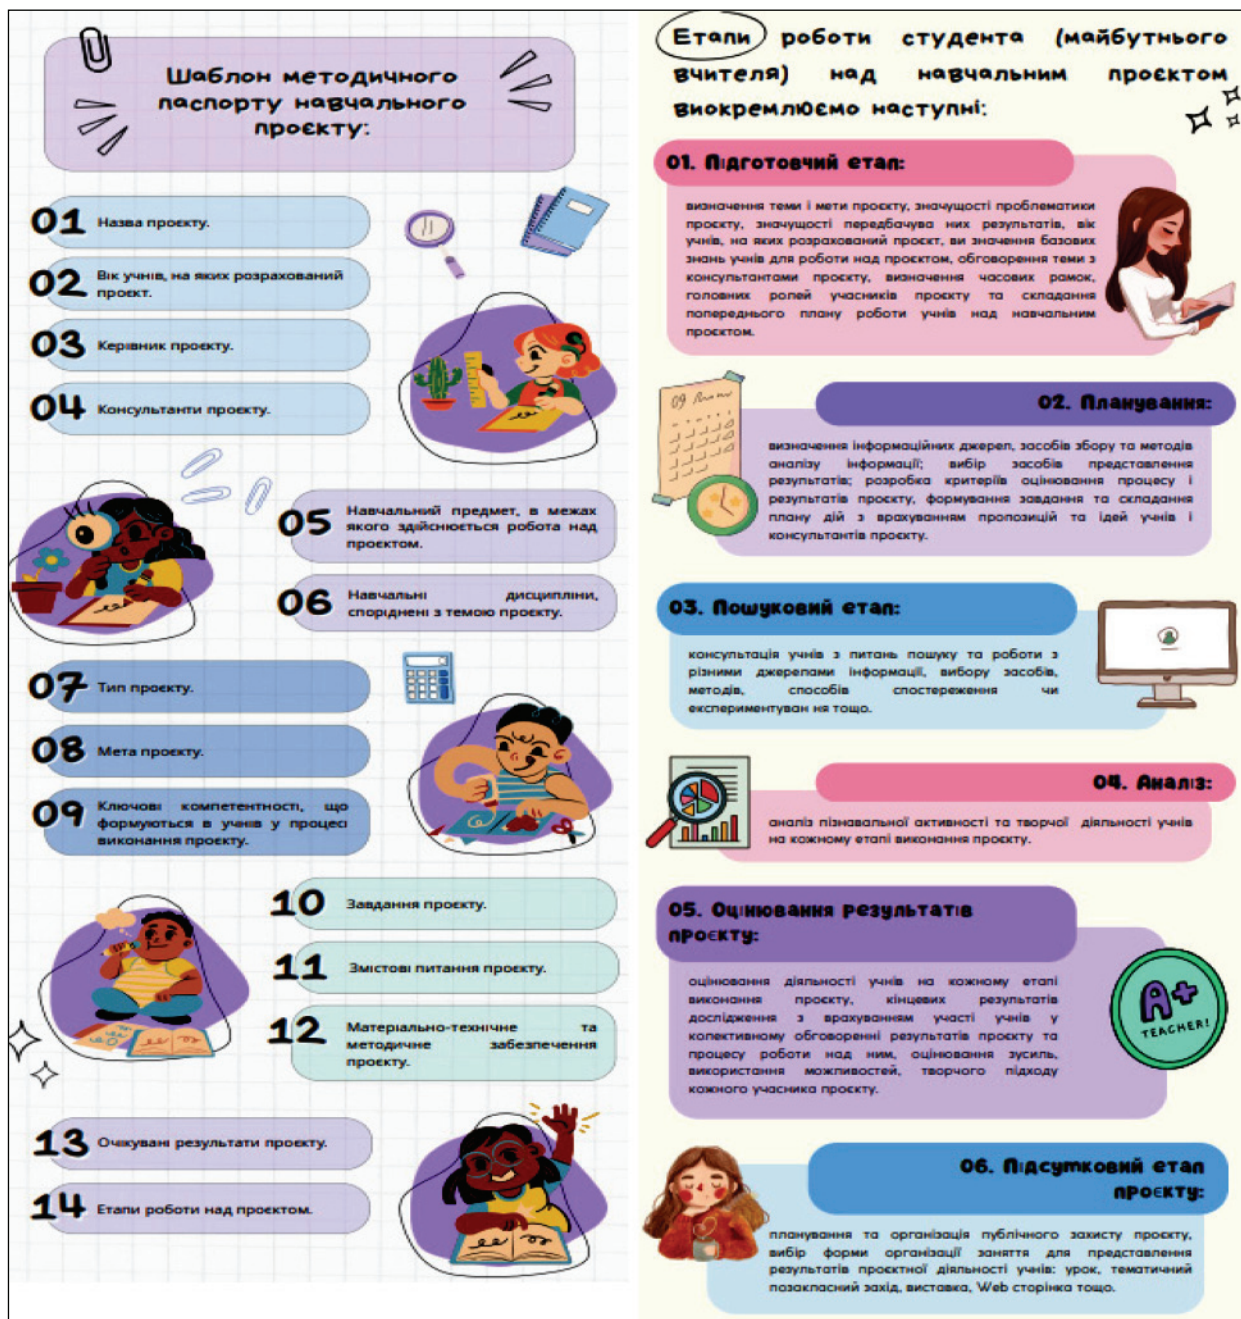 Шаблон методичного
паспорту навчального
проєкту:
01 Назва проєкту.
02 Вік учнів, на яких розрахований
проєкт.
03 Керівник проєкту.
04 Консультанти проєкту.
05 Навчальний предмет, в межах
якого здійснюється робота над
проєктом.
06 Навчальні дисципліни,
споріднені з темою проєкту.
07 Тип проєкту.
08 Мета проєкту.
09 Ключові компетентності, що
формуються в учнів у процесі
виконання проєкту.
10 Завдання проєкту.
11 Змістові питання проєкту.
12 Матеріально-технічне та
методичне забезпечення
проєкту.
13 Очікувані результати проєкту.
14 Етапи роботи над проєктом.
Етапи роботи студента (майбутнього
вчителя) над навчальним проєктом
виокремлюємо наступні:
01. Підготовчий етап:
визначення теми і мети проєкту, значущості проблематики
проєкту, значущості передбачува них результатів, вік
учнів, на яких розрахований проєкт, ви значення базових
знань учнів для роботи над проєктом, обговорення теми з
консультантами проєкту, визначення часових рамок,
головних ролей учасників проєкту та складання
попереднього плану роботи учнів над навчальним
проєктом.
02. Планування:
визначення інформаційних джерел, засобів збору та методів
аналізу інформації; вибір засобів представлення
результатів; розробка критеріїв оцінювання процесу і
результатів проєкту, формування завдання та складання
плану дій з врахуванням пропозицій та ідей учнів і
консультантів проєкту.
03. Пошуковий етап:
консультація учнів з питань пошуку та роботи з
різними джерелами інформації, вибору засобів,
методів, способів спостереження чи
експериментуван ня тощо.
04. Аналіз:
аналіз пізнавальної активності та творчої діяльності учнів
на кожному етапі виконання проєкту.
05. Оцінювання результатів
проєкту:
оцінювання діяльності учнів на кожному етапі
виконання проєкту, кінцевих результатів
дослідження з врахуванням участі учнів у
колективному обговоренні результатів проєкту та
процесу роботи над ним, оцінювання зусиль,
використання можливостей, творчого підходу
кожного учасника проєкту.
A+
TEACHER!
06. Підсумковий етап
проєкту:
планування та організація публічного захисту проєкту,
вибір форми організації заняття для представлення
результатів проєктної діяльності учнів: урок, тематичний
позакласний захід, виставка, Web сторінка тощо.